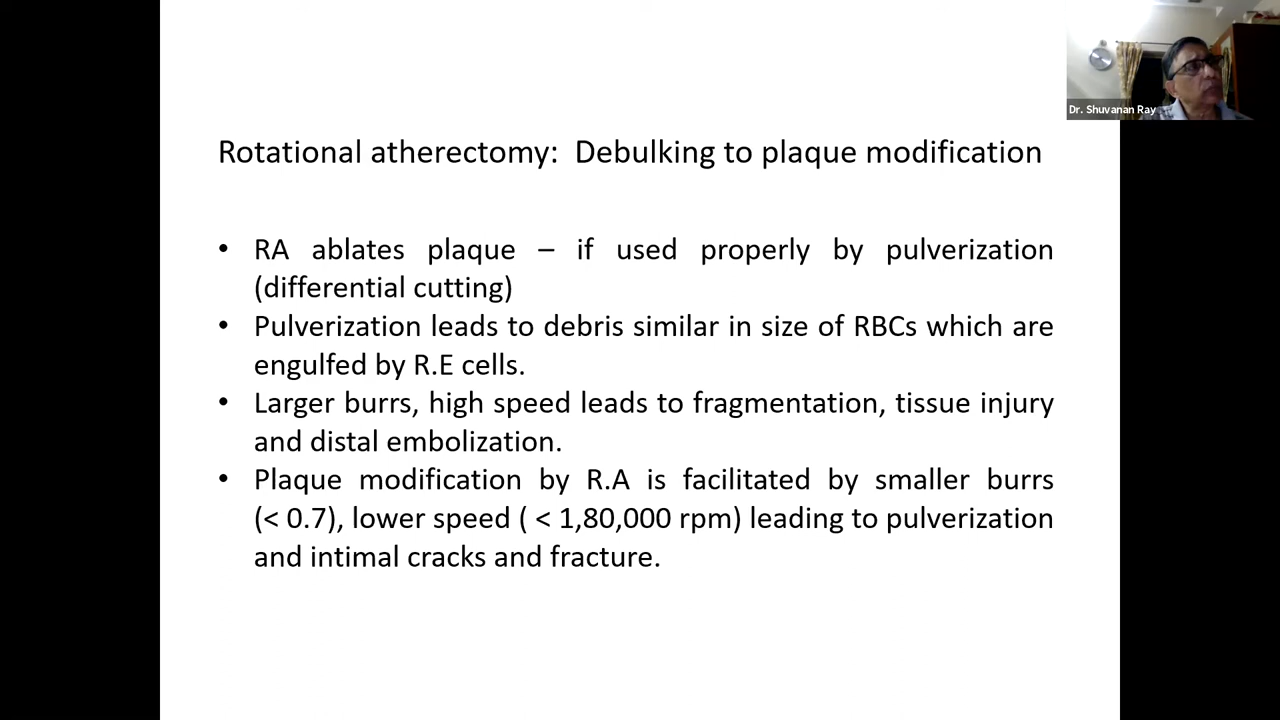 Dr. Shuvanan Ray
Rotational atherectomy: Debulking to plaque modification
• RA ablates plaque – if used properly by pulverization
(differential cutting)
• Pulverization leads to debris similar in size of RBCs which are
engulfed by R.E cells.
• Larger burrs, high speed leads to fragmentation, tissue injury
and distal embolization.
• Plaque modification by R.A is facilitated by smaller burrs
(< 0.7), lower speed ( < 1,80,000 rpm) leading to pulverization
and intimal cracks and fracture.